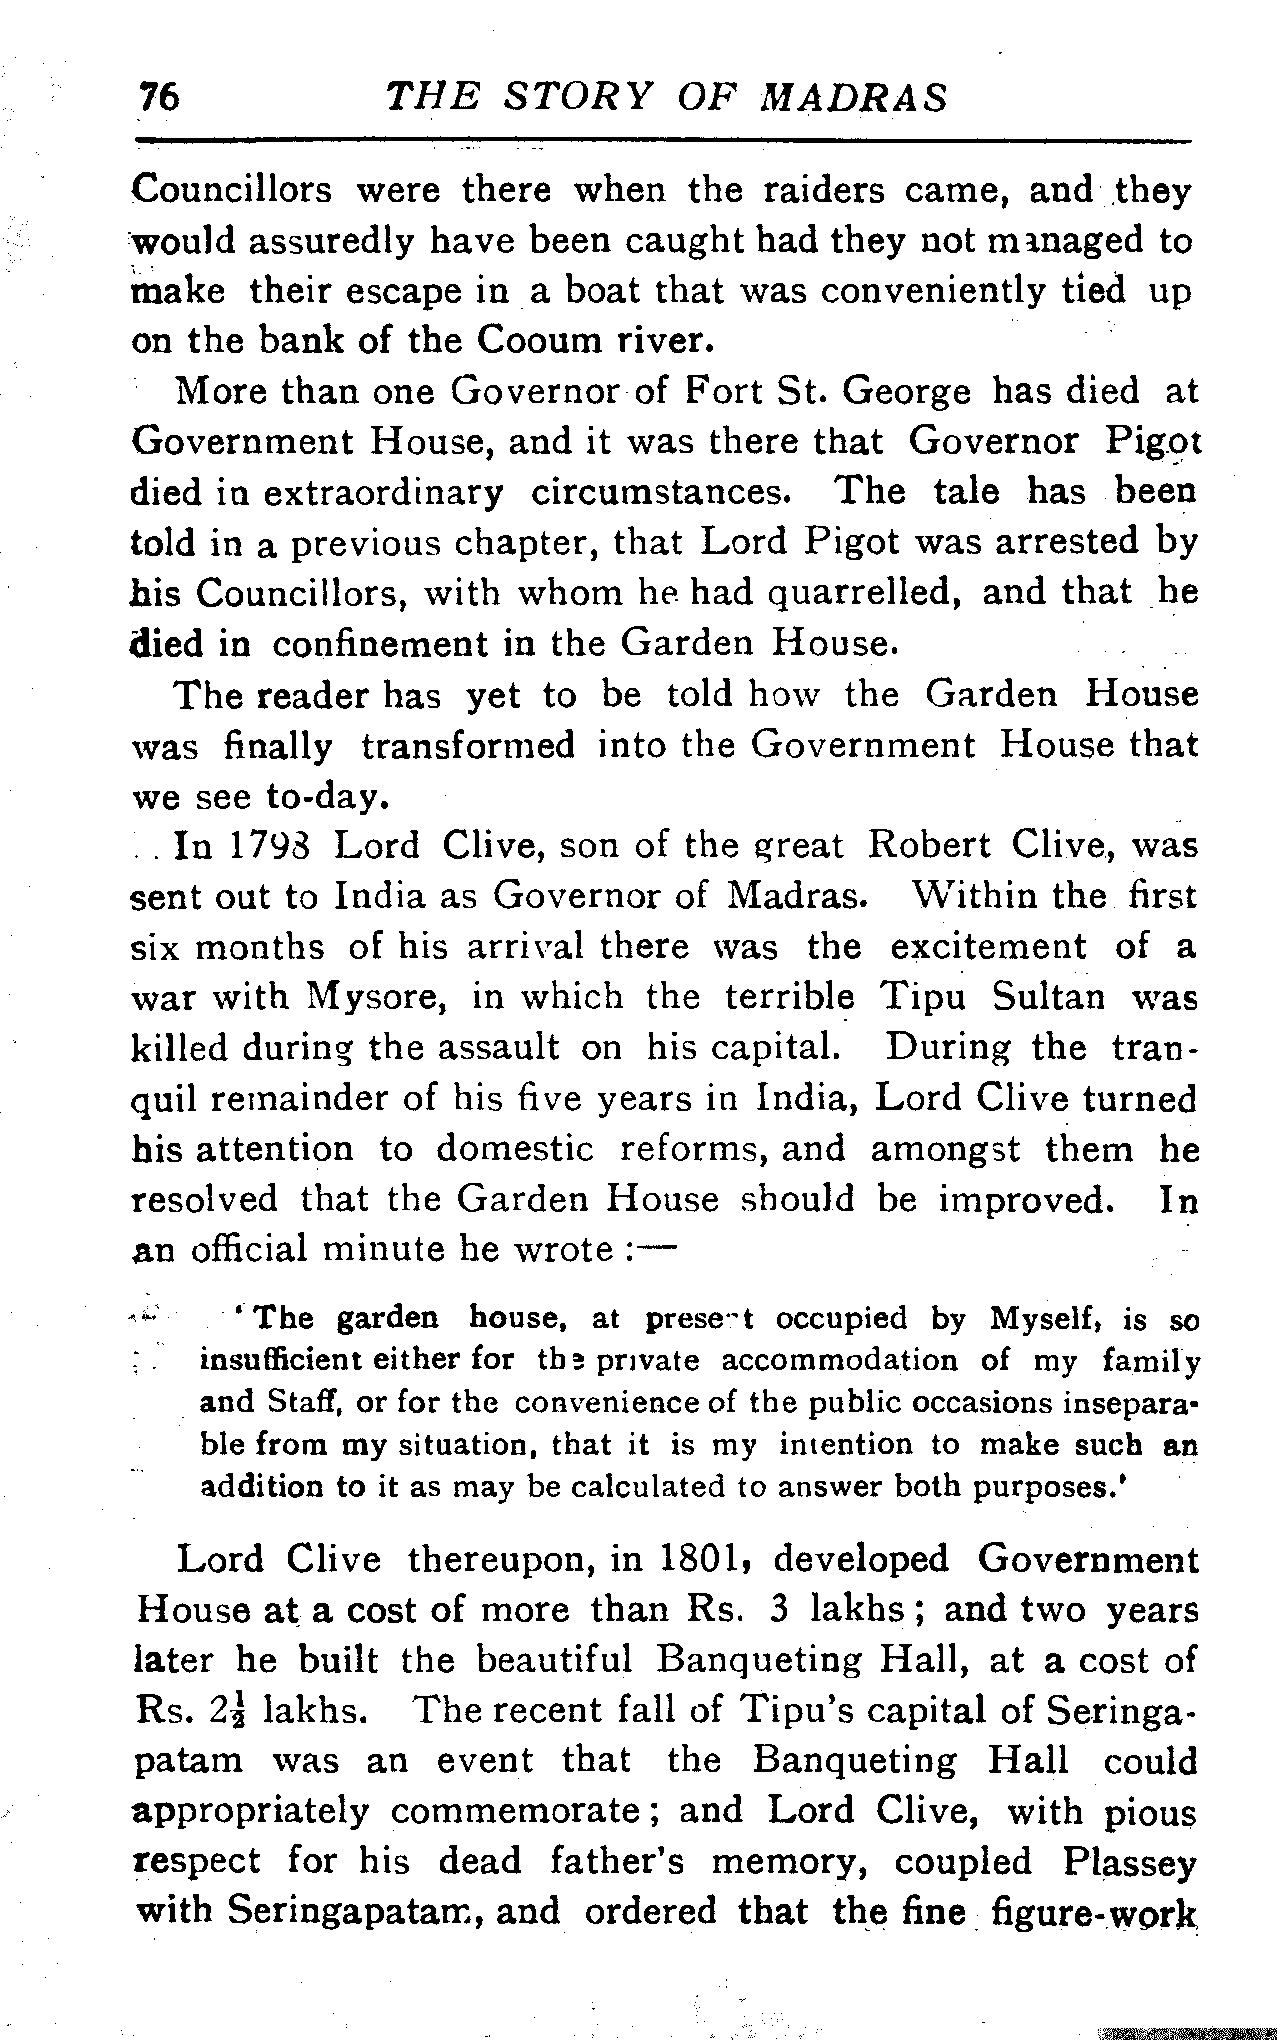 76 THE STORY OF MADRAS
Councillors were there when the raiders came, and they
would assuredly have been caught had they not managed to
make their escape in a boat that was conveniently tied up
on the bank of the Cooum river.
More than one Governor of Fort St. George has died at
Government House, and it was there that Governor Pigot
died in extraordinary circumstances. The tale has been
told in a previous chapter, that Lord Pigot was arrested by
his Councillors, with whom he had quarrelled, and that he
died in confinement in the Garden House.
The reader has yet to be told how the Garden House
was finally transformed into the Government House that
we see to-day.
In 1798 Lord Clive, son of the great Robert Clive, was
sent out to India as Governor of Madras. Within the first
six months of his arrival there was the excitement of a
war with Mysore, in which the terrible Tipu Sultan was
killed during the assault on his capital. During the tran-
quil remainder of his five years in India, Lord Clive turned
his attention to domestic reforms, and amongst them he
resolved that the Garden House should be improved. In
an official minute he wrote :—
‘The garden house, at present occupied by Myself, is so
insufficient either for the private accommodation of my family
and Staff, or for the convenience of the public occasions insepara-
ble from my situation, that it is my intention to make such an
addition to it as may be calculated to answer both purposes.’
Lord Clive thereupon, in 1801, developed Government
House at a cost of more than Rs. 3 lakhs ; and two years
later he built the beautiful Banqueting Hall, at a cost of
Rs. 2½ lakhs. The recent fall of Tipu's capital of Seringa-
patam was an event that the Banqueting Hall could
appropriately commemorate ; and Lord Clive, with pious
respect for his dead father's memory, coupled Plassey
with Seringapatam, and ordered that the fine figure-work